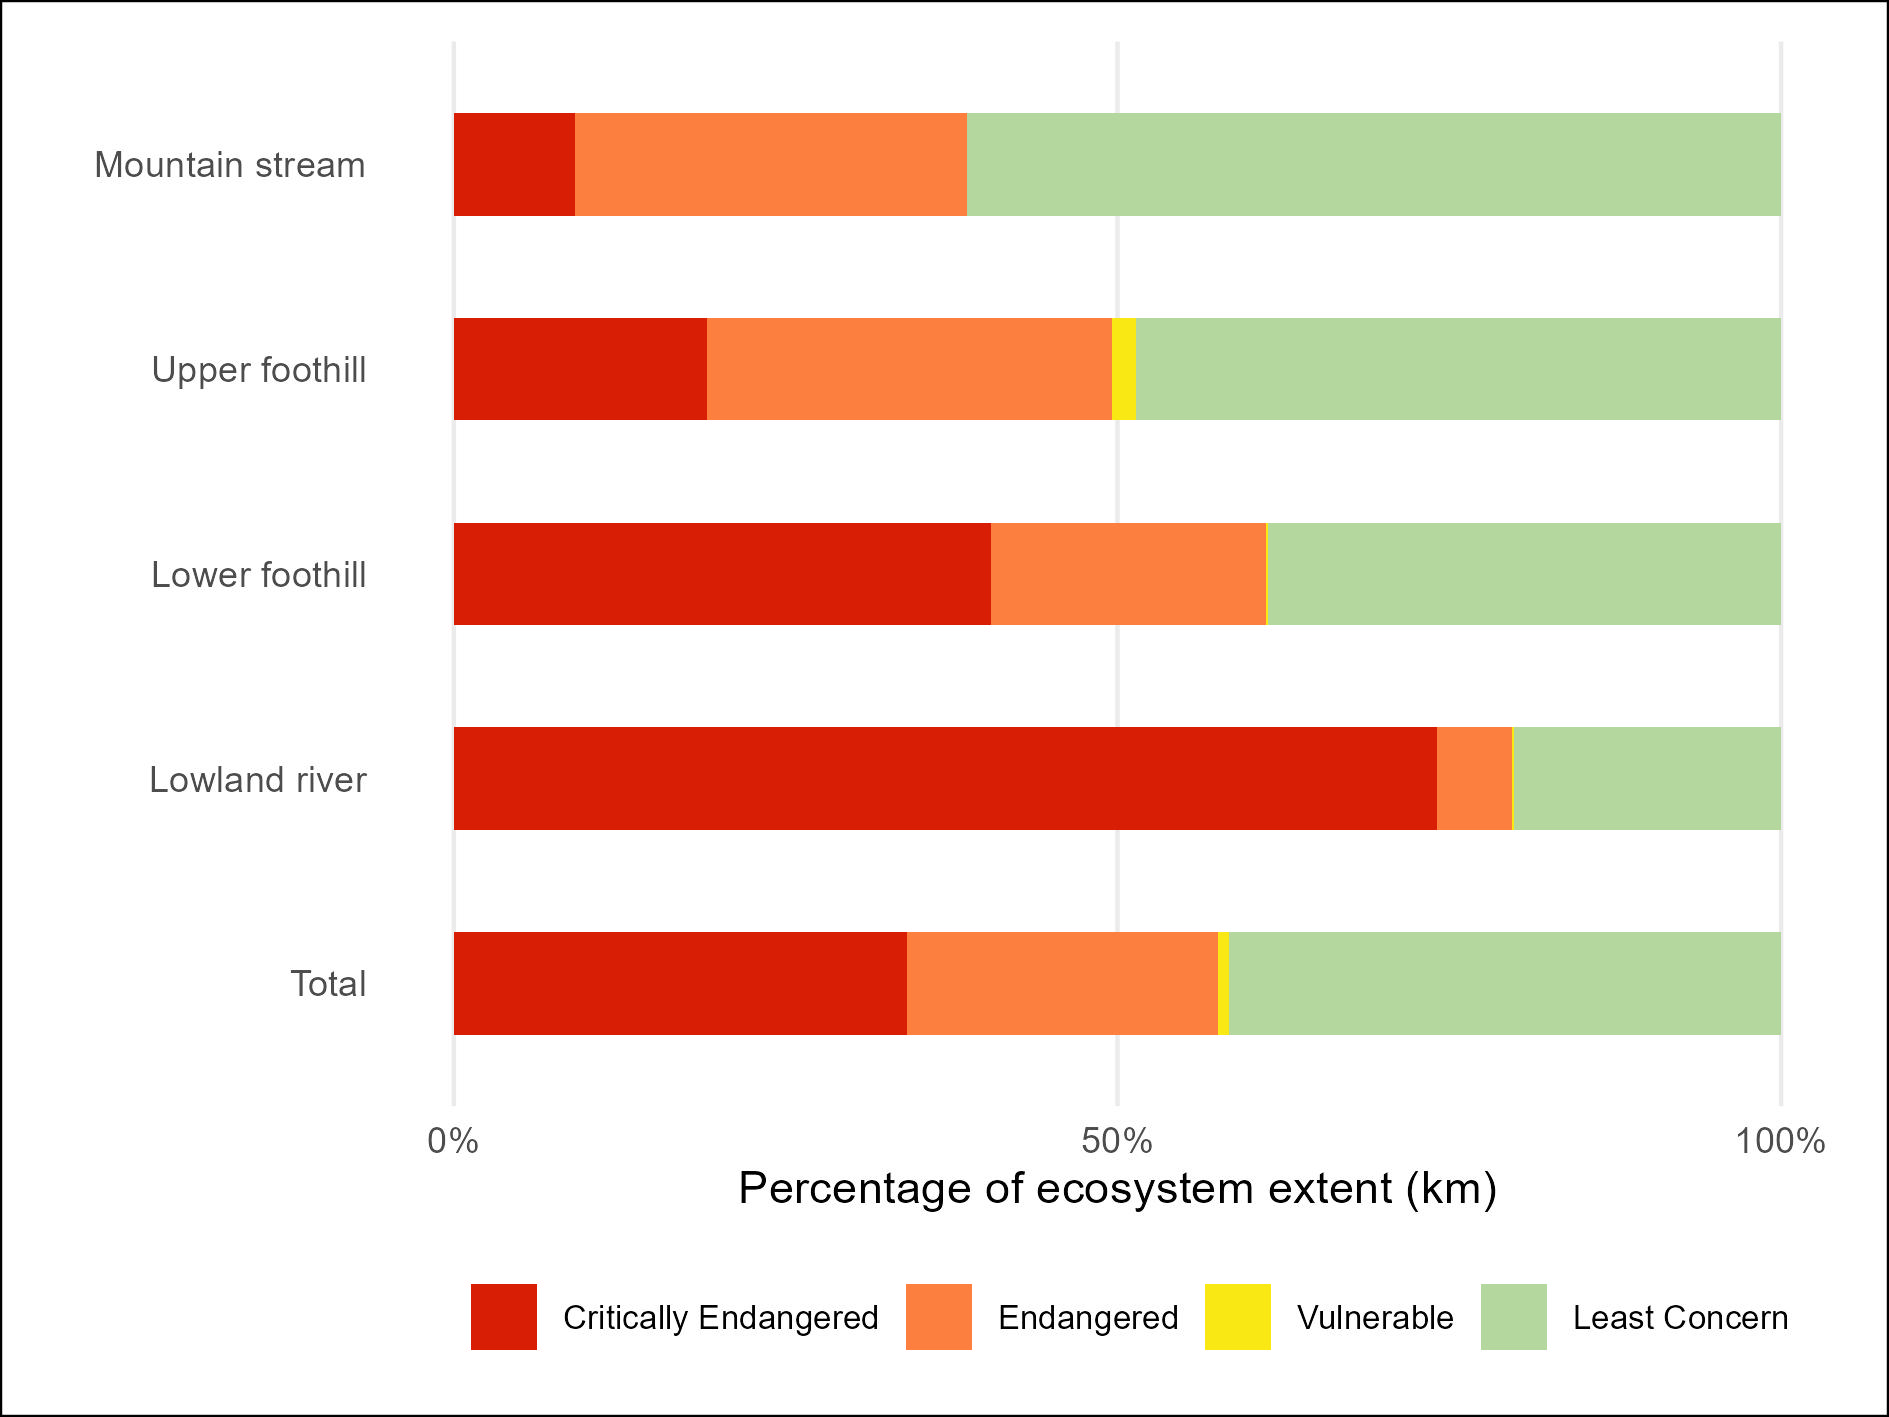 Mountain stream
Upper foothill
Lower foothill
Lowland river
Total
0% 50% 100%
Percentage of ecosystem extent (km)
Critically Endangered Endangered Vulnerable Least Concern